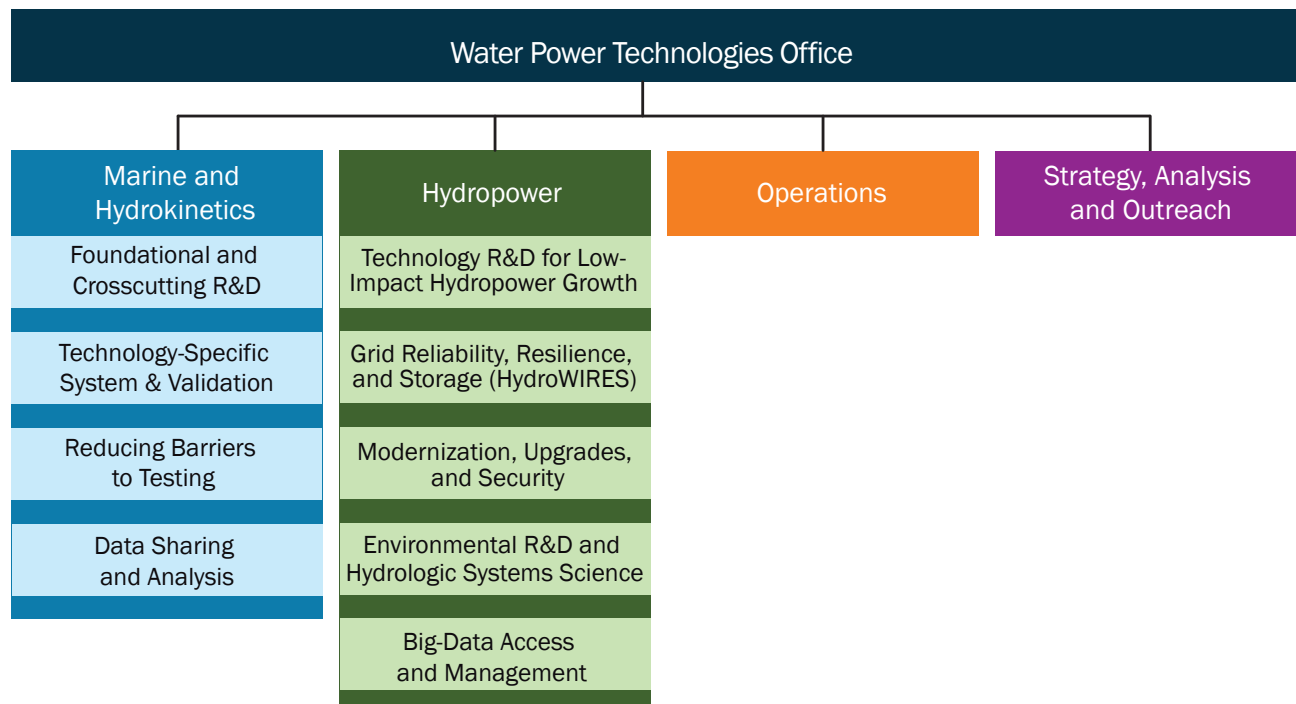 Water Power Technologies Office
Marine and
Hydrokinetics
Foundational and
Crosscutting R&D
Technology-Specific
System & Validation
Reducing Barriers
to Testing
Data Sharing
and Analysis
Hydropower
Technology R&D for Low-
Impact Hydropower Growth
Grid Reliability, Resilience,
and Storage (HydroWIRES)
Modernization, Upgrades,
and Security
Environmental R&D and
Hydrologic Systems Science
Big-Data Access
and Management
Operations
Strategy, Analysis
and Outreach